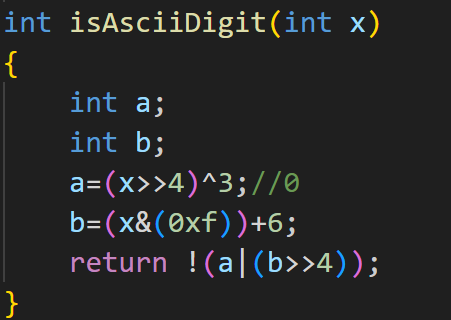 int isAsciiDigit(int x)
{
    int a;
    int b;
    a=(x>>4)^3;//0
    b=(x&(0xf))+6;
    return !(a|(b>>4));
}